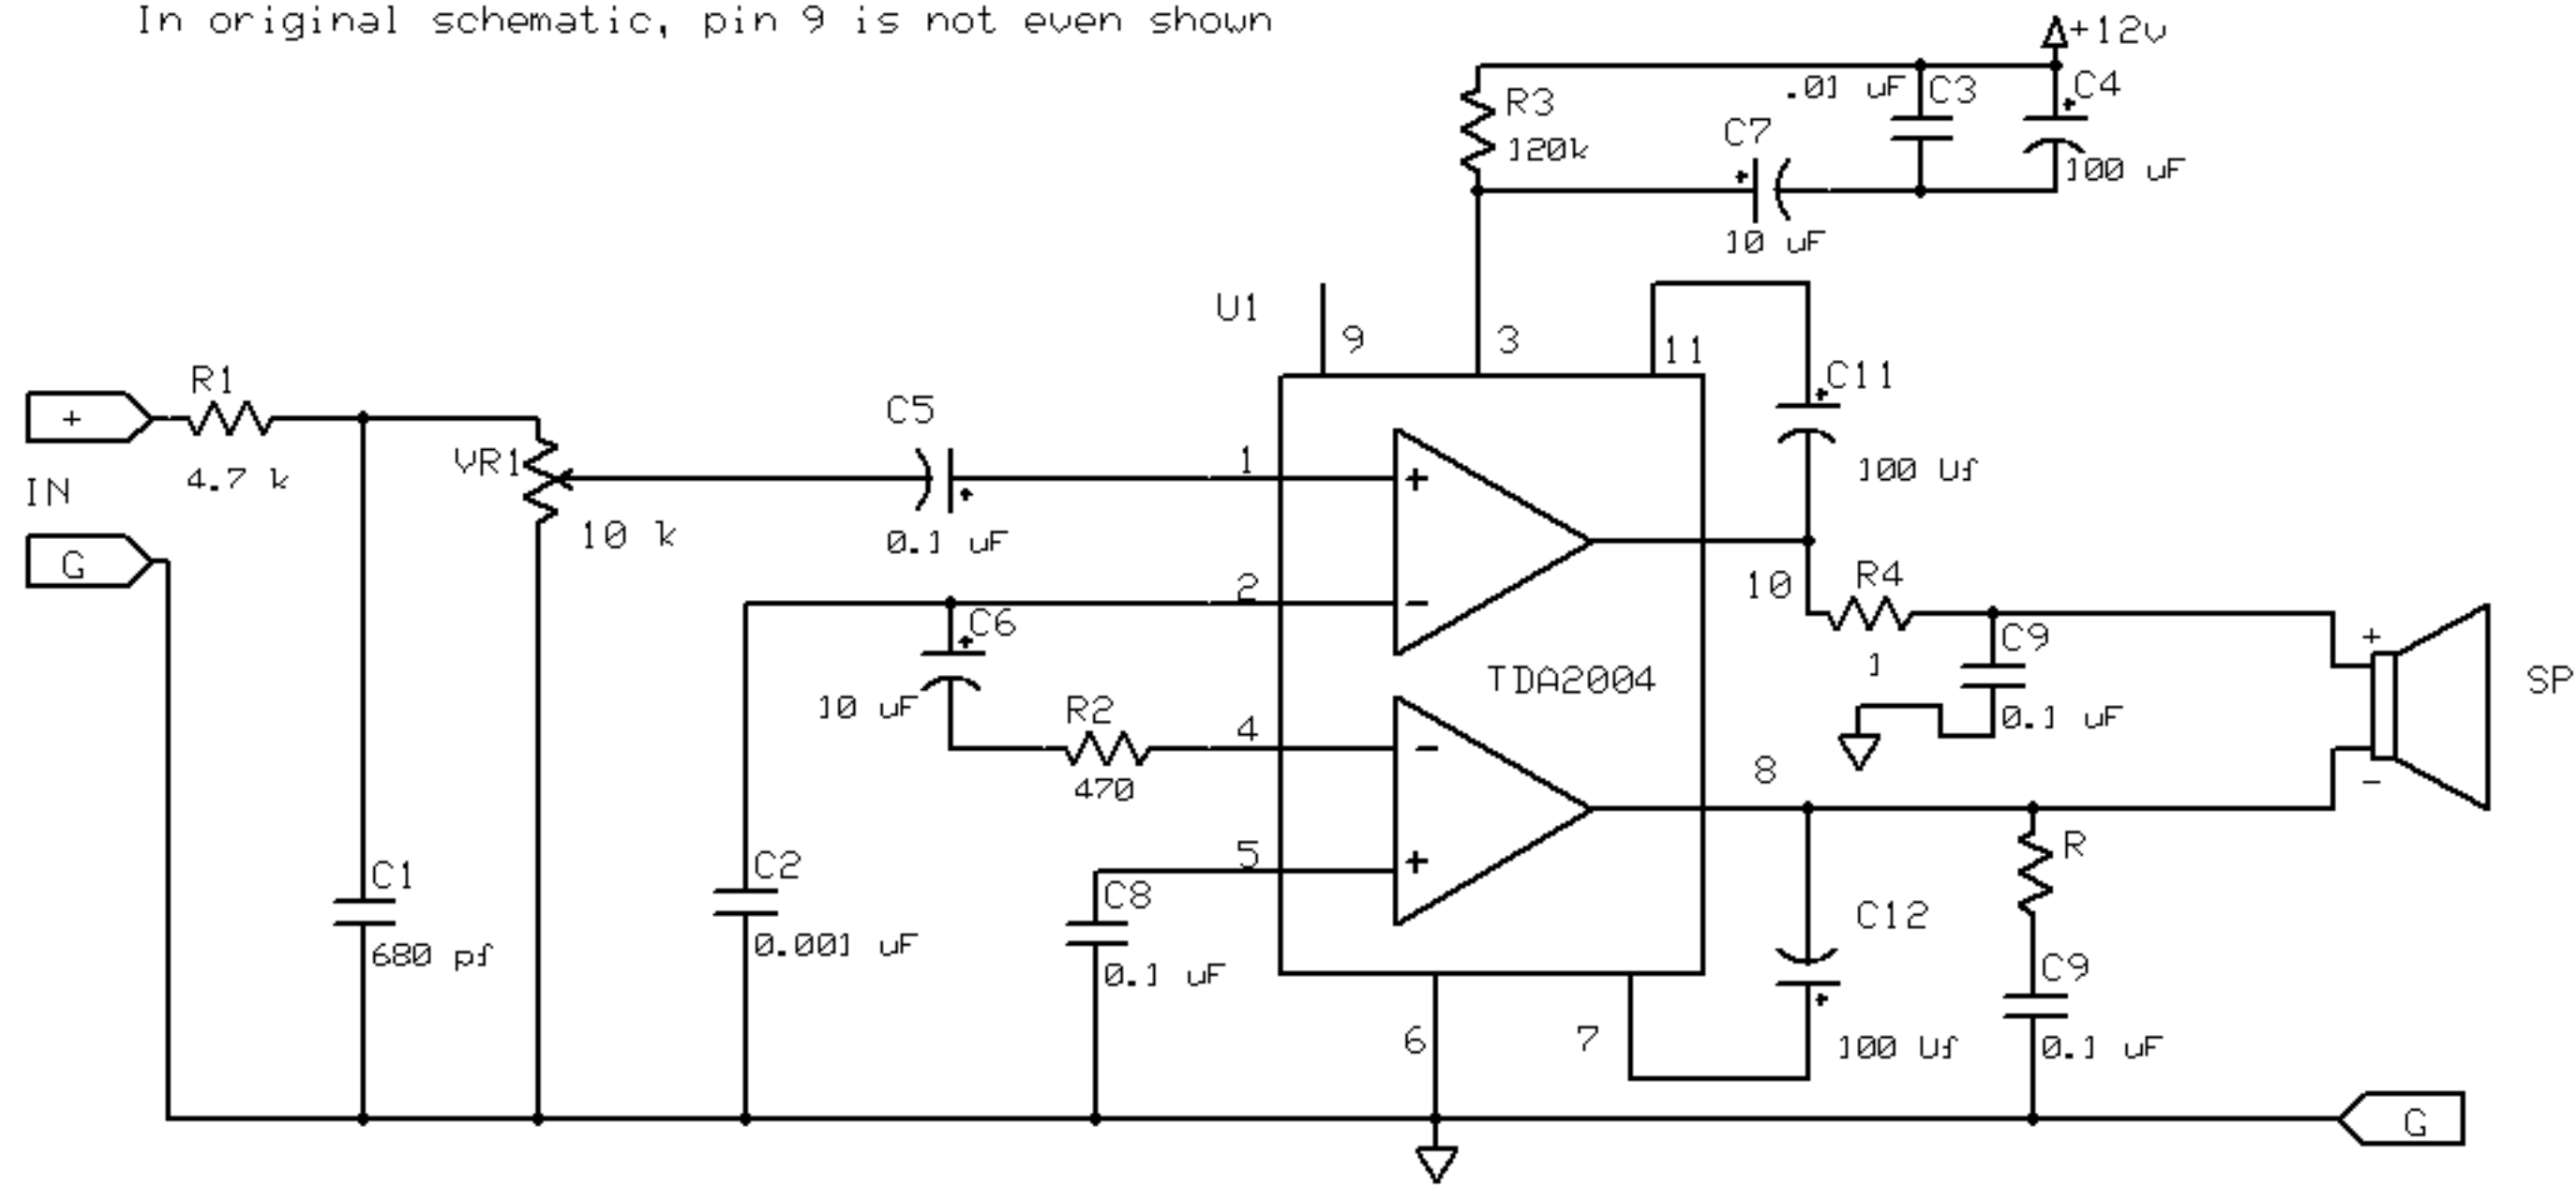 In original schematic, pin 9 is not even shown
+12v
R3
120k
.01 uF
C3
C4
100 uF
C7
10 uF
U1
9
3
11
C11
100 Uf
R1
4.7 k
+
IN
G
VR1
10 k
C5
0.1 uF
1
2
C6
10 uF
R2
470
4
5
TDA2004
10
R4
1
C9
0.1 uF
+
-
SP
8
C1
680 pf
C2
0.001 uF
C8
0.1 uF
+
-
-
+
6
7
C12
100 Uf
R
C9
0.1 uF
G